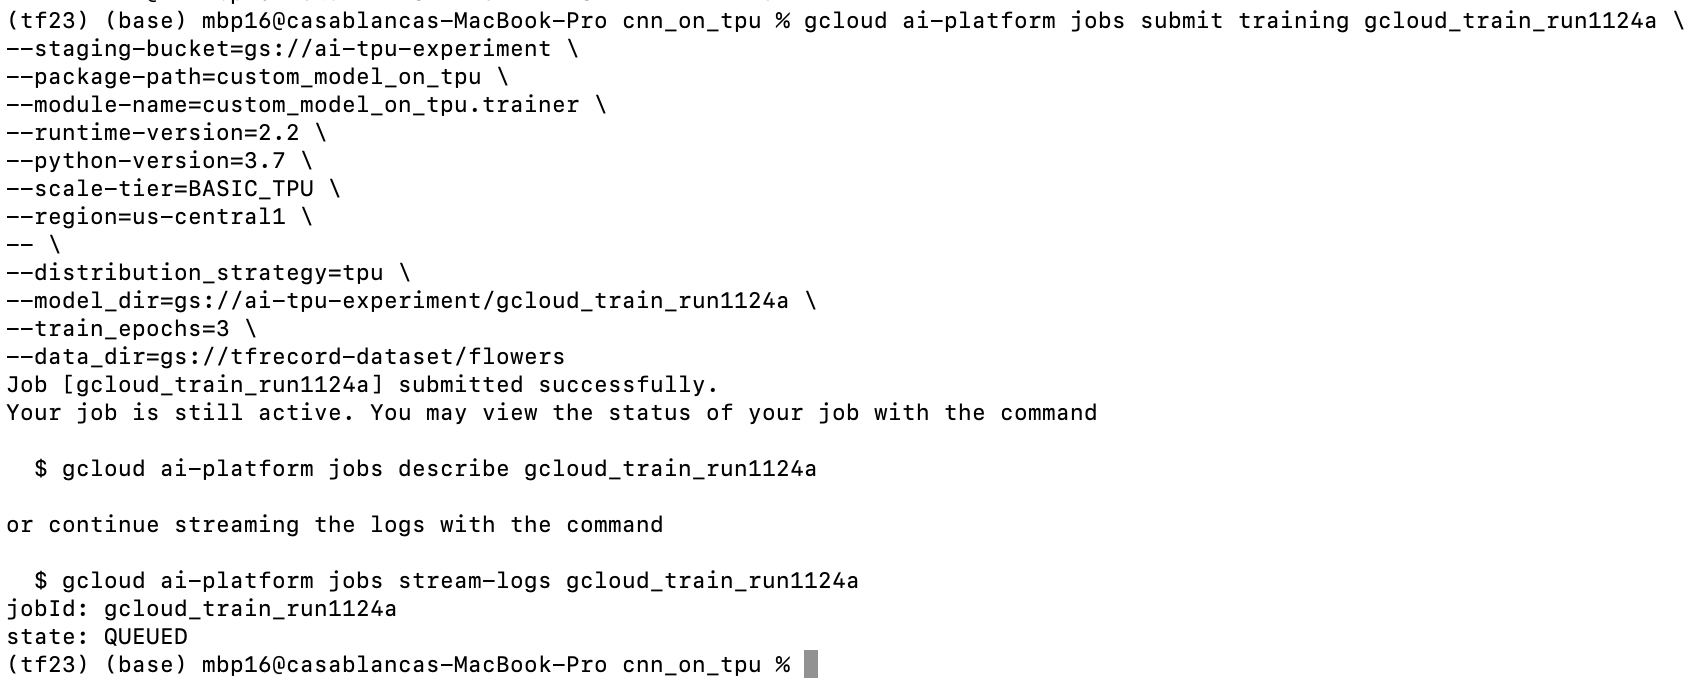 (tf23) (base) mbp16@casablancas-MacBook-Pro cnn_on_tpu % gcloud ai-platform jobs submit training gcloud_train_run1124a \
--staging-bucket=gs://ai-tpu-experiment \
--package-path=custom_model_on_tpu \
--module-name=custom_model_on_tpu.trainer \
--runtime-version=2.2 \
--python-version=3.7 \
--scale-tier=BASIC_TPU \
--region=us-central1 \
-- \
--distribution_strategy=tpu \
--model_dir=gs://ai-tpu-experiment/gcloud_train_run1124a \
--train_epochs=3 \
--data_dir=gs://tfrecord-dataset/flowers
Job [gcloud_train_run1124a] submitted successfully.
Your job is still active. You may view the status of your job with the command
$ gcloud ai-platform jobs describe gcloud_train_run1124a
or continue streaming the logs with the command
$ gcloud ai-platform jobs stream-logs gcloud_train_run1124a
jobId: gcloud_train_run1124a
state: QUEUED
(tf23) (base) mbp16@casablancas-MacBook-Pro cnn_on_tpu %